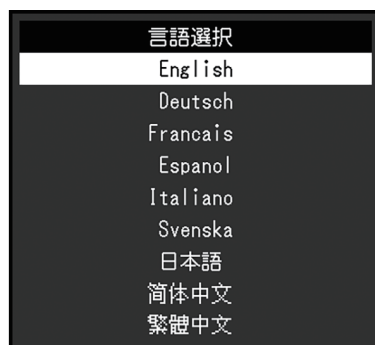 言語選択
English
Deutsch
Francais
Espanol
Italiano
Svenska
日本語
简体中文
繁體中文